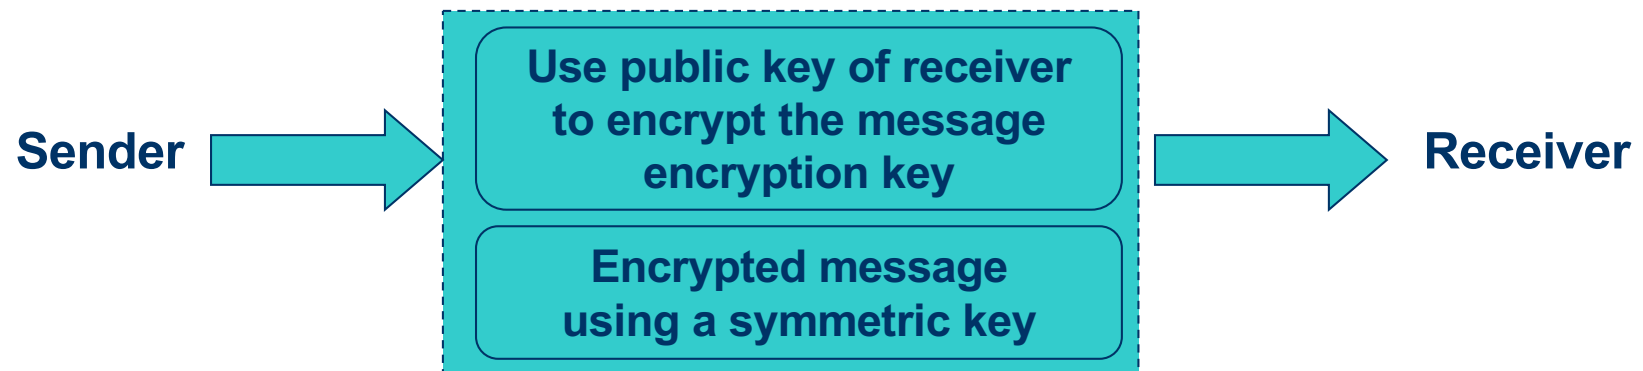 Sender
Use public key of receiver
to encrypt the message
encryption key
Encrypted message
using a symmetric key
Receiver